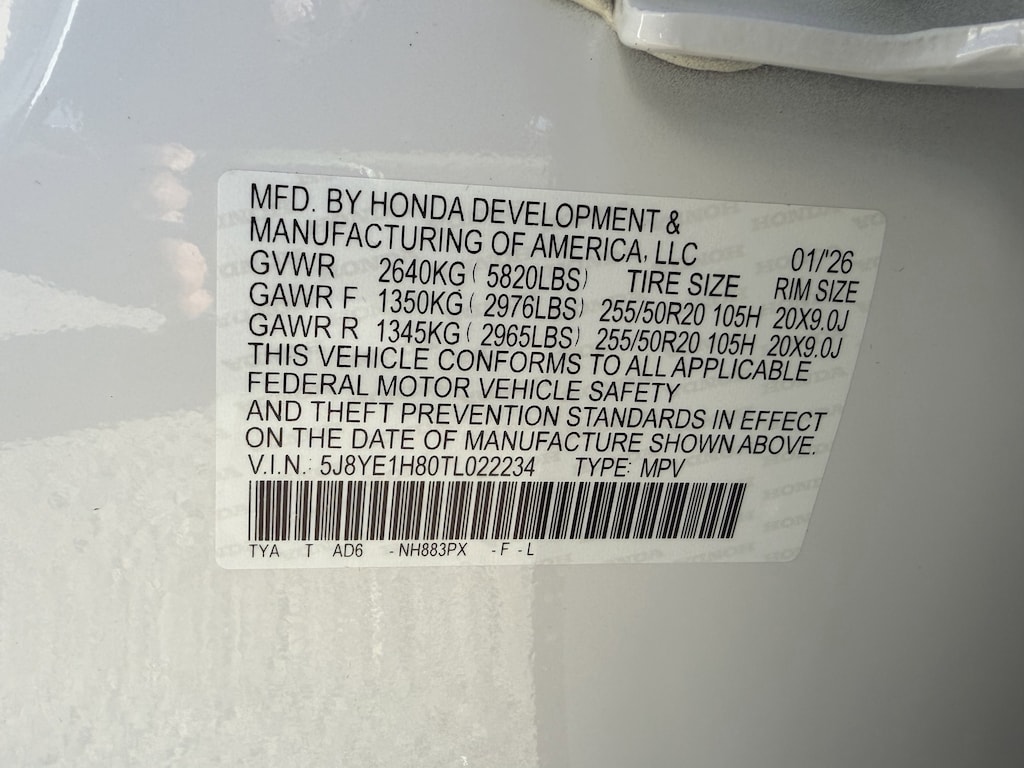 MFD. BY HONDA DEVELOPMENT &
MANUFACTURING OF AMERICA, LLC 01/'26
GVWR 2640KG ( 5820LBS) TIRE SIZE RIM SIZE
GAWR F 1350KG ( 2976LBS) 255/50R20 105H 20X9.0J
GAWR R 1345KG ( 2965LBS) 255/50R20 105H 20X9.0J
THIS VEHICLE CONFORMS TO ALL APPLICABLE
FEDERAL MOTOR VEHICLE SAFETY
AND THEFT PREVENTION STANDARDS IN EFFECT
ON THE DATE OF MANUFACTURE SHOWN ABOVE.
V.I.N.: 5J8YE1H80TL022234 TYPE: MPV
TYA T AD6 -NH883PX -F -L